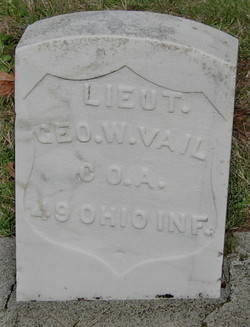 LIEUT.
GEO.W.VAIL
CO.A.
49 OHIO INF.